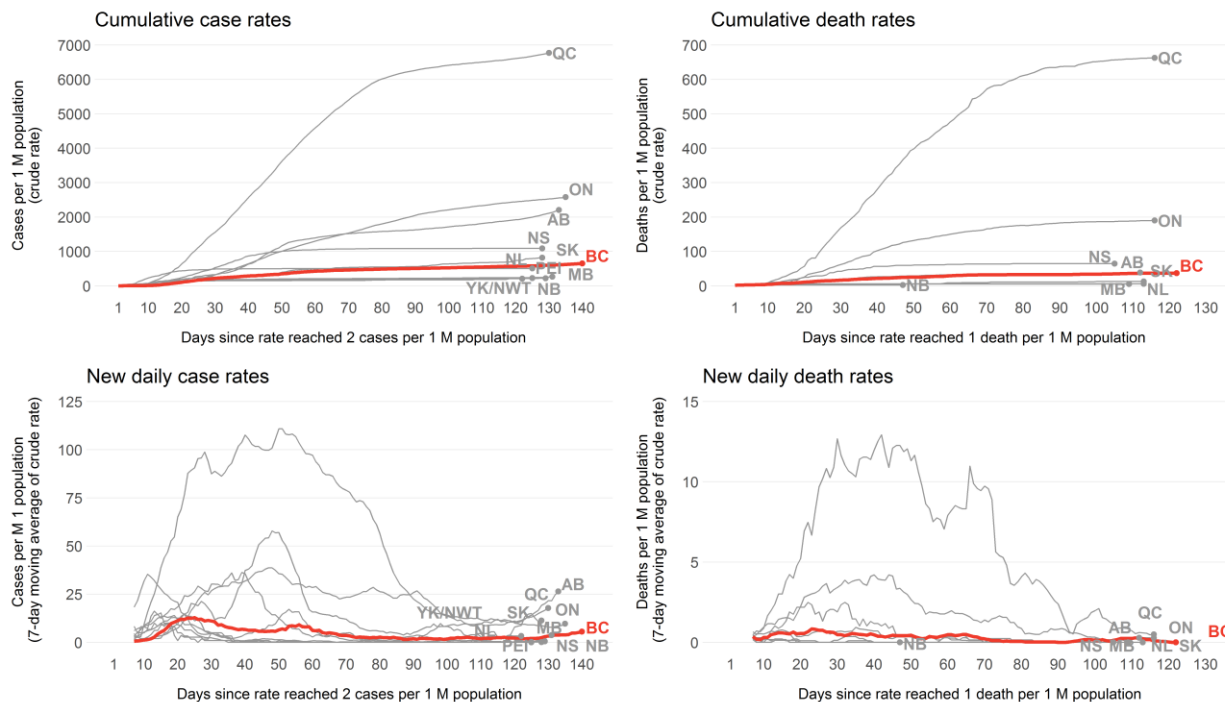 Cumulative case rates
Cases per 1 M population
(crude rate)
7000
6000
5000
4000
3000
2000
1000
0
QC
ON
AB
NS
SK
NL
BC
PEI
MB
YK/NWT
NB
1 10 20 30 40 50 60 70 80 90 100 110 120 130 140
Days since rate reached 2 cases per 1 M population
Cumulative death rates
Deaths per 1 M population
(crude rate)
700
600
500
400
300
200
100
0
QC
ON
NS
AB
SK
BC
NB
MB
NL
1 10 20 30 40 50 60 70 80 90 100 110 120 130
Days since rate reached 1 death per 1 M population
New daily case rates
Cases per M 1 population
(7-day moving average of crude rate)
125
100
75
50
25
0
QC
AB
YK/NWT
SK
ON
NL
MB
BC
PEI
NS
NB
1 10 20 30 40 50 60 70 80 90 100 110 120 130 140
Days since rate reached 2 cases per 1 M population
New daily death rates
Deaths per 1 M population
(7-day moving average of crude rate)
15
10
5
0
QC
AB
ON
BC
NB
NS
MB
NL
SK
1 10 20 30 40 50 60 70 80 90 100 110 120 130
Days since rate reached 1 death per 1 M population